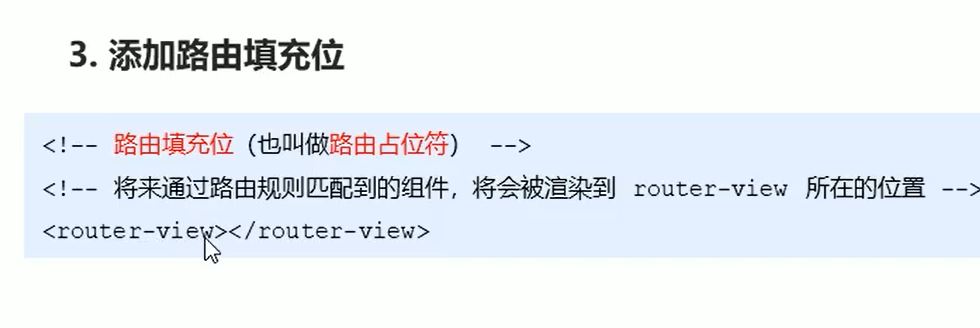 3. 添加路由填充位
<!-- 路由填充位（也叫做路由占位符） -->
<!-- 将来通过路由规则匹配到的组件，将会被渲染到 router-view 所在的位置 -->
<router-view></router-view>